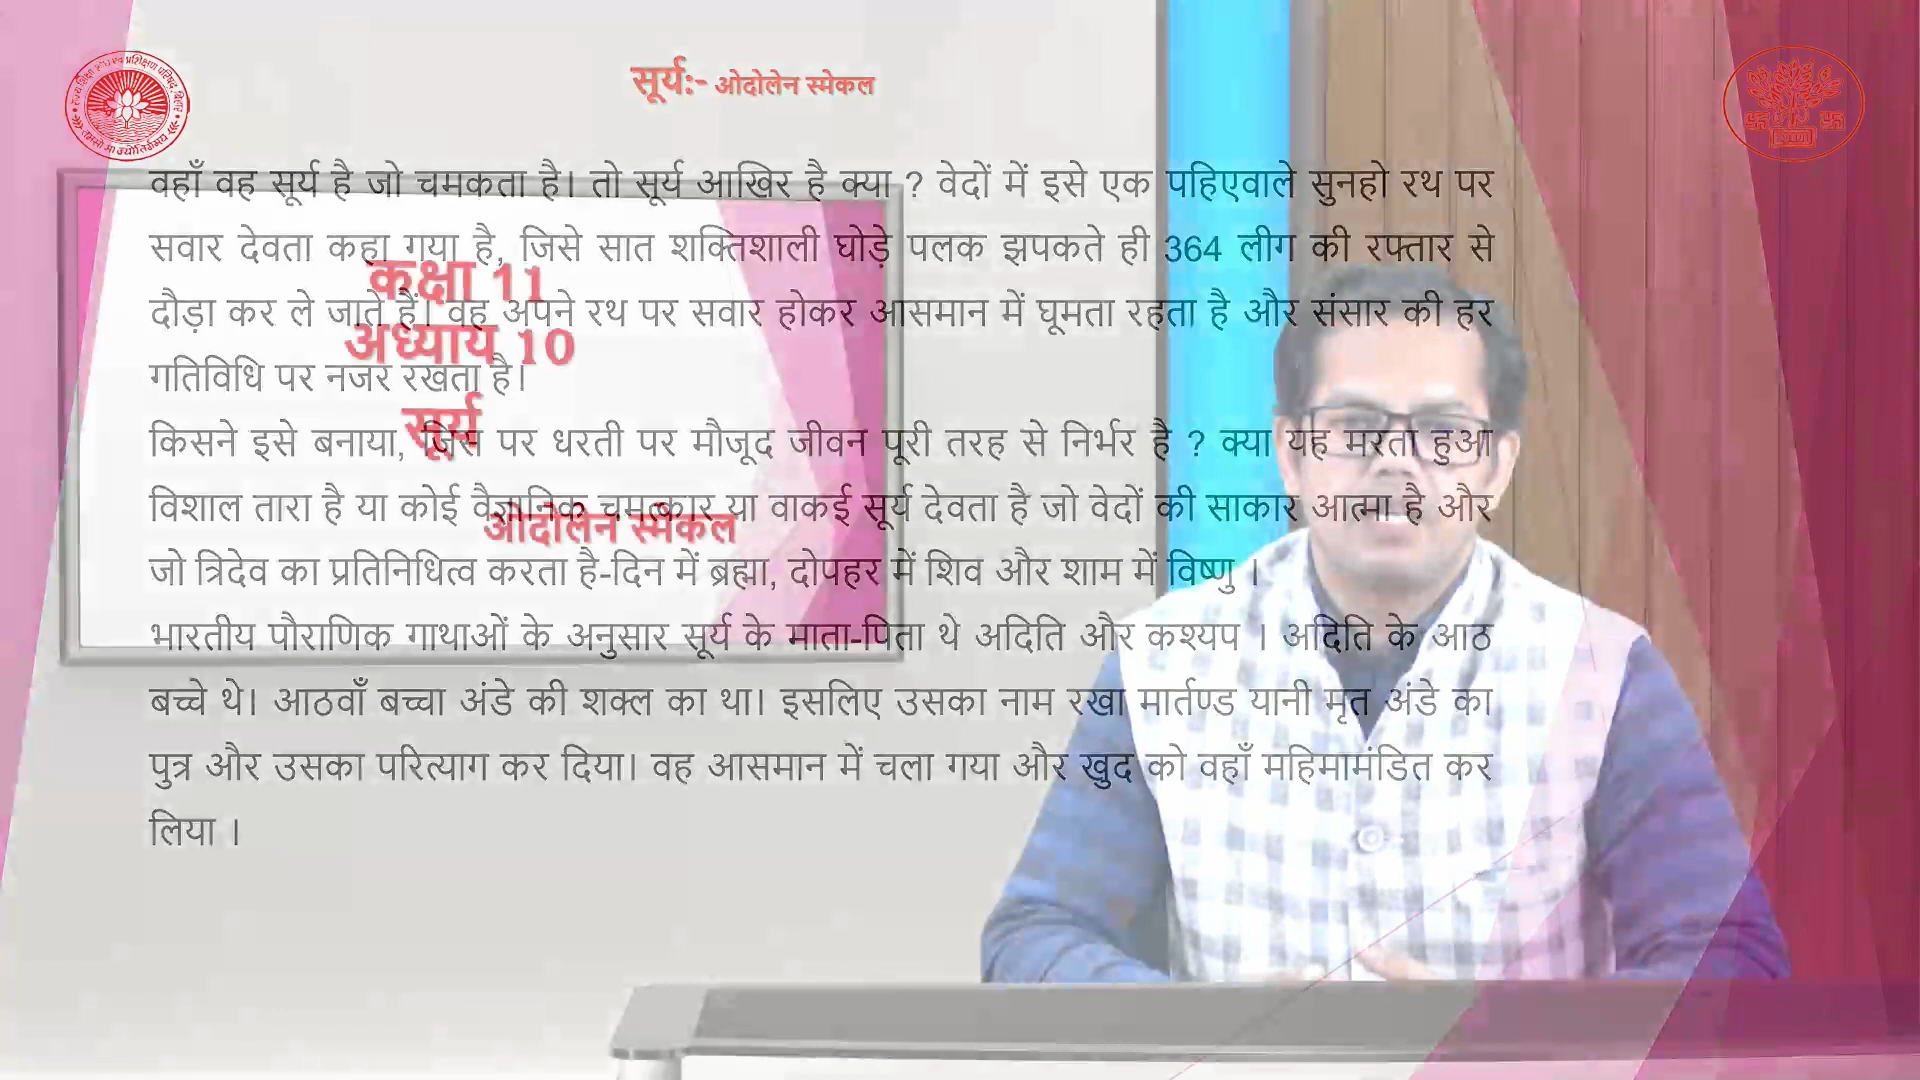 सूर्य:- ओदोलेन स्मेकल
वहाँ वह सूर्य है जो चमकता है। तो सूर्य आखिर है क्या ? वेदों में इसे एक पहिएवाले सुनहो रथ पर
सवार देवता कहा गया है, जिसे सात शक्तिशाली घोड़े पलक झपकते ही 364 लीग की रफ्तार से
दौड़ा कर ले जाते हैं। वह अपने रथ पर सवार होकर आसमान में घूमता रहता है और संसार की हर
गतिविधि पर नजर रखता है।
किसने इसे बनाया, जिस पर धरती पर मौजूद जीवन पूरी तरह से निर्भर है ? क्या यह मरता हुआ
विशाल तारा है या कोई वैज्ञानिक चमत्कार या वाकई सूर्य देवता है जो वेदों की साकार आत्मा है और
जो त्रिदेव का प्रतिनिधित्व करता है-दिन में ब्रह्मा, दोपहर में शिव और शाम में विष्णु ।
भारतीय पौराणिक गाथाओं के अनुसार सूर्य के माता-पिता थे अदिति और कश्यप । अदिति के आठ
बच्चे थे। आठवाँ बच्चा अंडे की शक्ल का था। इसलिए उसका नाम रखा मार्तण्ड यानी मृत अंडे का
पुत्र और उसका परित्याग कर दिया। वह आसमान में चला गया और खुद को वहाँ महिमामंडित कर
लिया ।
कक्षा 11
अध्याय 10
सूर्य
ओदोलेन स्मेकल